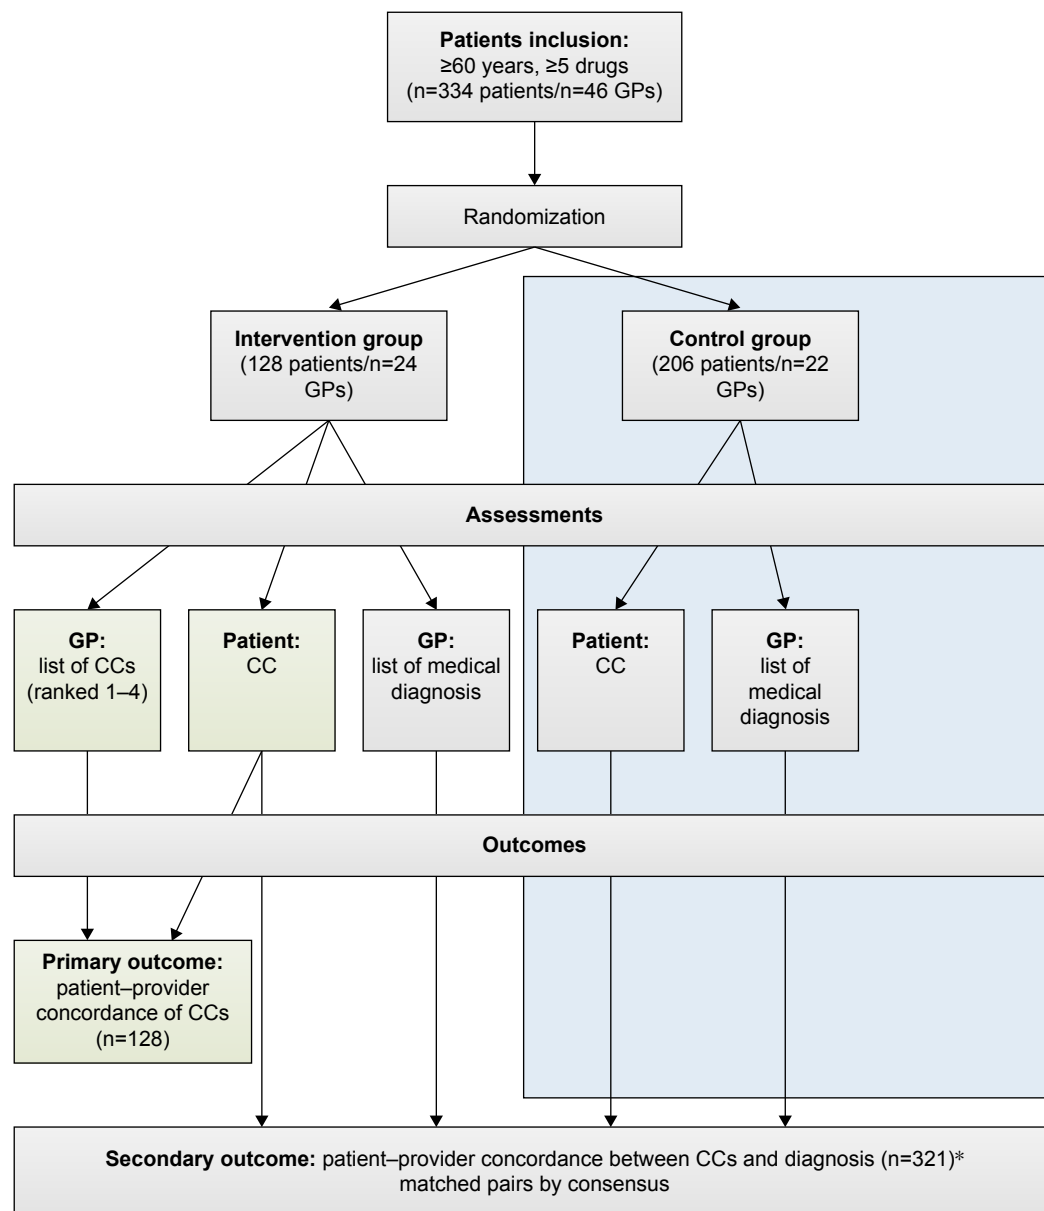 Patients inclusion:
≥60 years, ≥5 drugs
(n=334 patients/n=46 GPs)
Randomization
Intervention group
(128 patients/n=24
GPs)
Control group
(206 patients/n=22
GPs)
Assessments
GP:
list of CCs
(ranked 1–4)
Patient:
CC
GP:
list of medical
diagnosis
Patient:
CC
GP:
list of
medical
diagnosis
Outcomes
Primary outcome:
patient–provider
concordance of CCs
(n=128)
Secondary outcome: patient–provider concordance between CCs and diagnosis (n=321)*
matched pairs by consensus